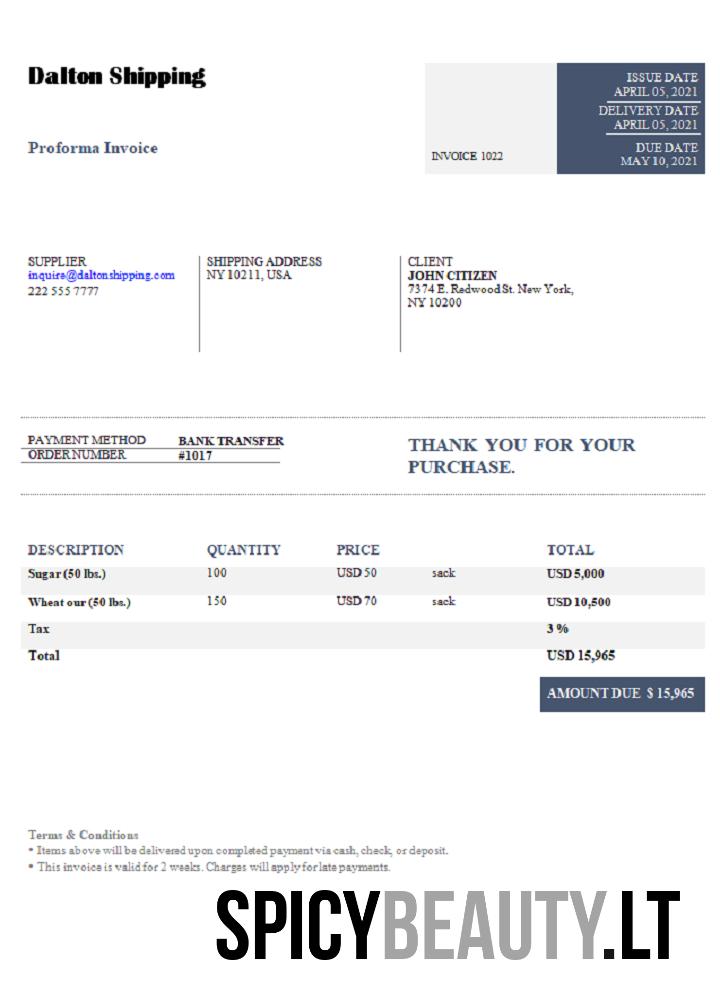 Dalton Shipping
ISSUE DATE
APRIL 05, 2021
DELIVERY DATE
APRIL 05, 2021
Proforma Invoice
INVOICE 1022
DUE DATE
MAY 10, 2021
SUPPLIER
inquire@daltonshipping.com
222 555 7777
SHIPPING ADDRESS
NY 10211, USA
CLIENT
JOHN CITIZEN
7374 E. Redwood St. New York,
NY 10200
PAYMENT METHOD BANK TRANSFER
ORDER NUMBER #1017
THANK YOU FOR YOUR
PURCHASE.
DESCRIPTION QUANTITY PRICE TOTAL
Sugar (50 lbs.) 100 USD 50 sack USD 5,000
Wheat our (50 lbs.) 150 USD 70 sack USD 10,500
Tax 3 %
Total USD 15,965
AMOUNT DUE $ 15,965
Terms & Conditions
* Items above will be delivered upon completed payment via cash, check, or deposit.
* This invoice is valid for 2 weeks. Charges will apply for late payments.
SPICYBEAUTY.LT